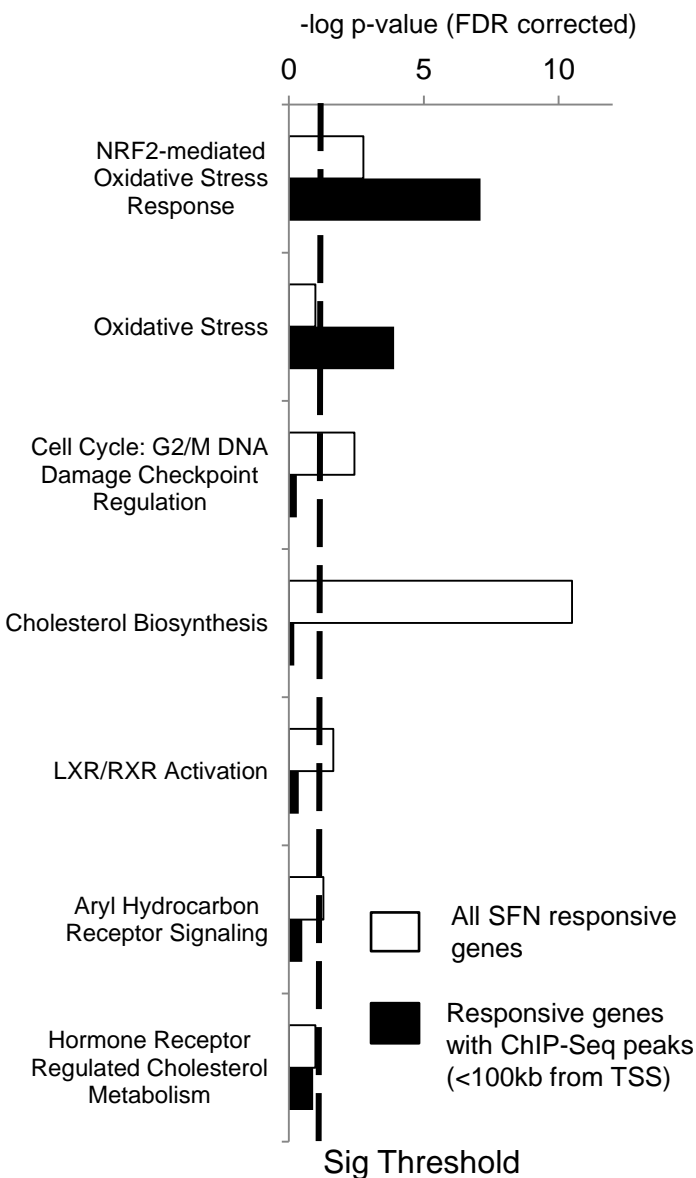 -log p-value (FDR corrected)
0 5 10
NRF2-mediated
Oxidative Stress
Response
Oxidative Stress
Cell Cycle: G2/M DNA
Damage Checkpoint
Regulation
Cholesterol Biosynthesis
LXR/RXR Activation
Aryl Hydrocarbon
Receptor Signaling
Hormone Receptor
Regulated Cholesterol
Metabolism
All SFN responsive
genes
Responsive genes
with ChIP-Seq peaks
(<100kb from TSS)
Sig Threshold